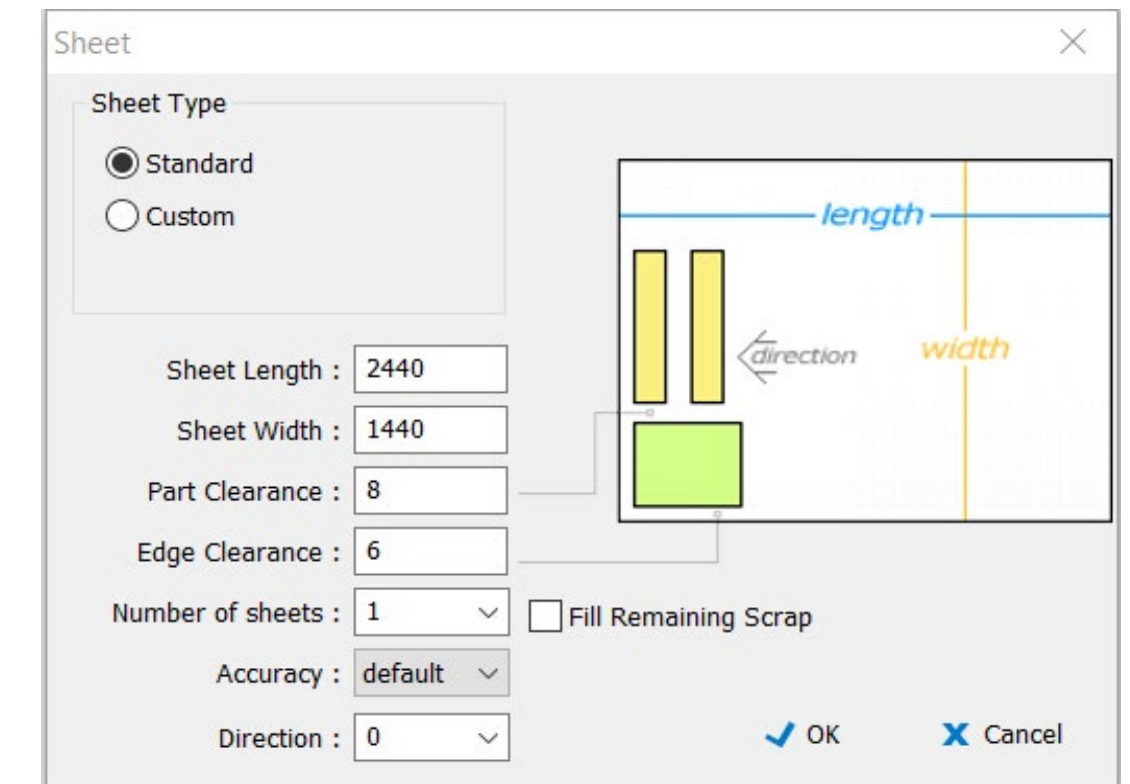 Sheet
Sheet Type
Standard
Custom
length
direction
width
Sheet Length : 2440
Sheet Width : 1440
Part Clearance : 8
Edge Clearance : 6
Number of sheets : 1 Fill Remaining Scrap
Accuracy : default
Direction : 0
OK Cancel